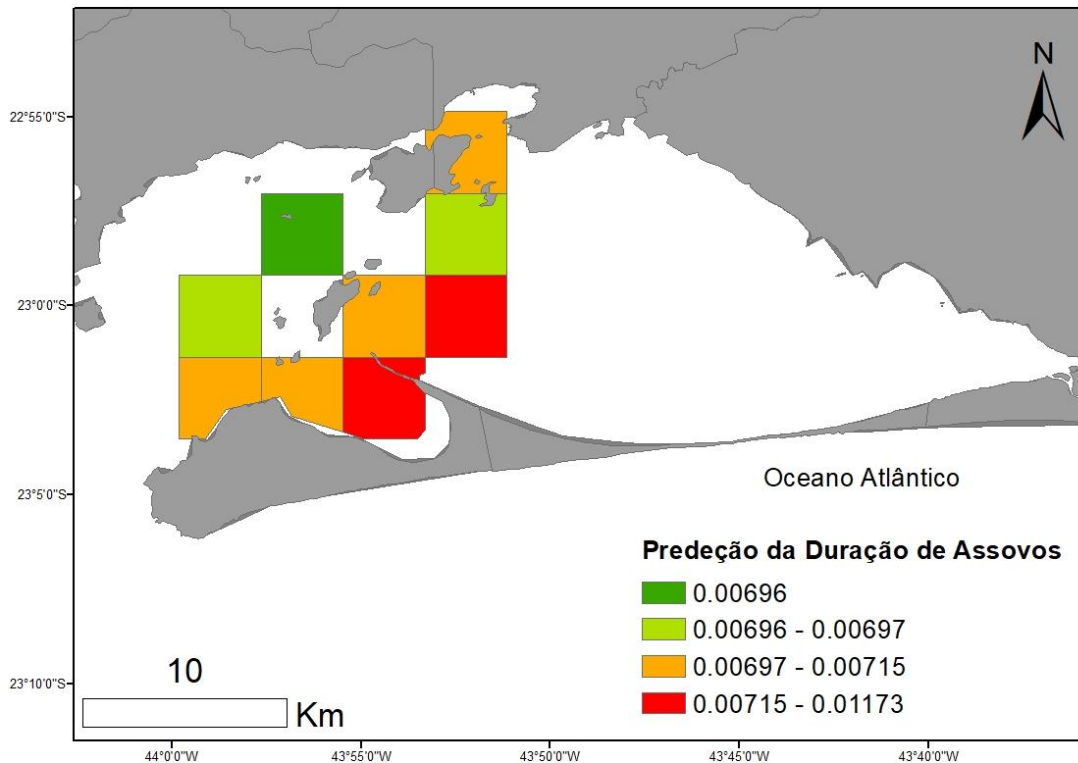 N
22°55'0"S
23°0'0"S
23°5'0"S
23°10'0"S
Oceano Atlântico
Predeção da Duração de Assovos
0.00696
0.00696 - 0.00697
0.00697 - 0.00715
0.00715 - 0.01173
10
Km
44°0'0"W
43°55'0"W
43°50'0"W
43°45'0"W
43°40'0"W